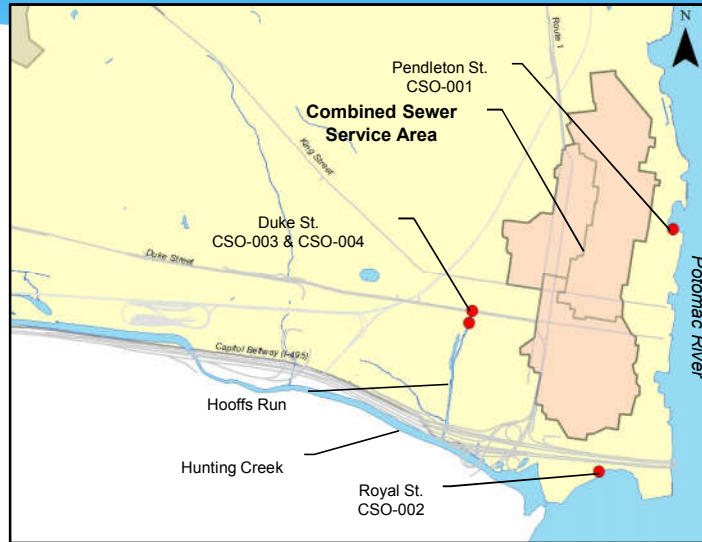 N
Route 1
Pendleton St.
CSO-001
Combined Sewer
Service Area
King Street
Duke St.
CSO-003 & CSO-004
Duke Street
Potomac River
Capitol Beltway (I-495)
Hooffs Run
Hunting Creek
Royal St.
CSO-002